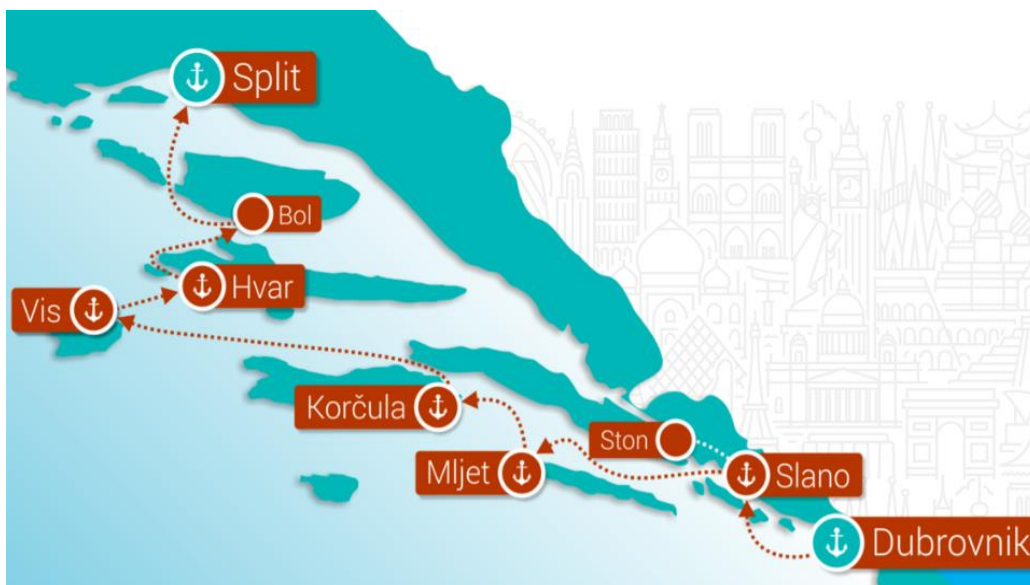 Split
Bol
Hvar
Vis
Korčula
Ston
Mljet
Slano
Dubrovnik